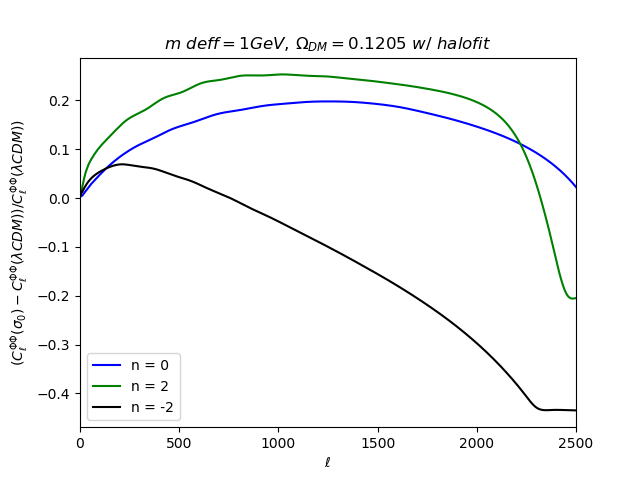 m deff = 1GeV, Ω_DM = 0.1205 w/ halofit
(C_ℓ^ΦΦ(σ_0) − C_ℓ^ΦΦ(λCDM))/C_ℓ^ΦΦ(λCDM))
0.2
0.1
0.0
−0.1
−0.2
−0.3
−0.4
n = 0
n = 2
n = -2
0 500 1000 1500 2000 2500
ℓ